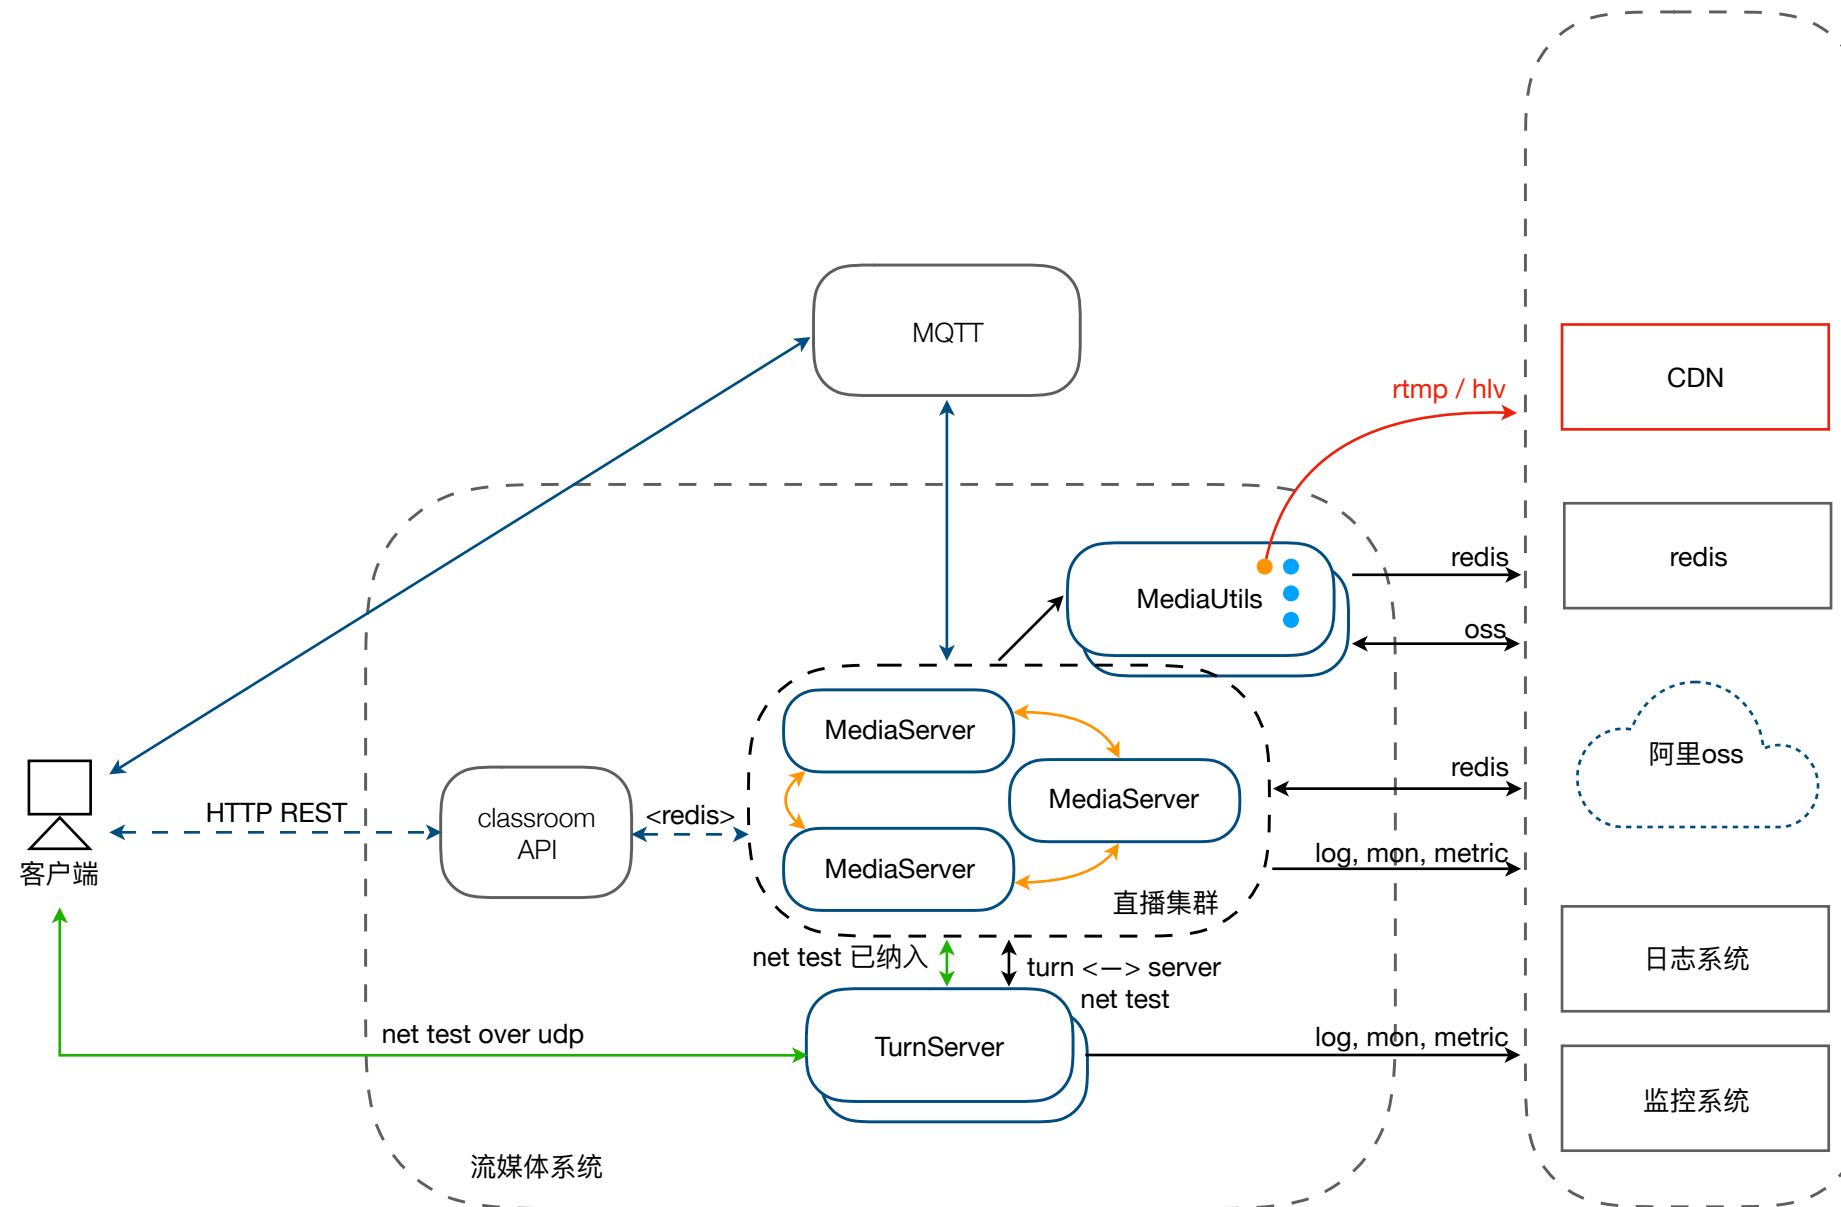 MQTT
rtmp / hlv
CDN
redis
redis
MediaUtils
oss
阿里oss
MediaServer
redis
MediaServer
HTTP REST
classroom
API
<redis>
客户端
MediaServer
log, mon, metric
直播集群
net test 已纳入
turn <—> server
net test
日志系统
net test over udp
TurnServer
log, mon, metric
监控系统
流媒体系统